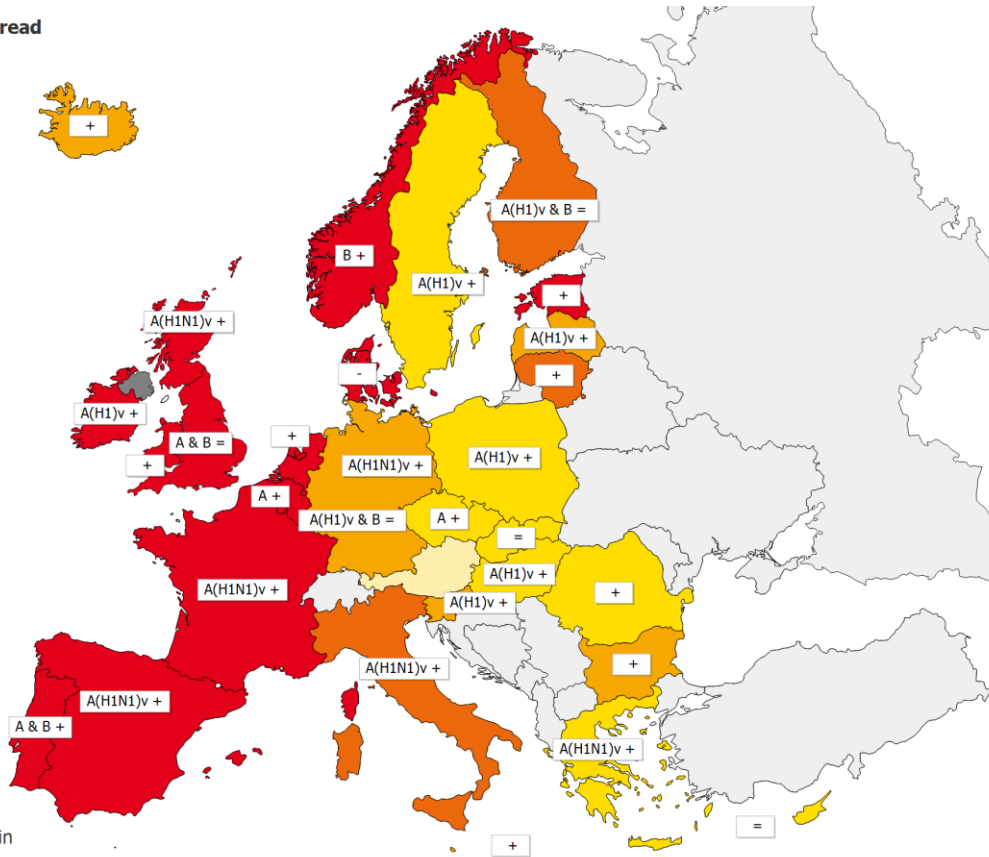 read
+
A(H1)v & B =
B +
A(H1)v +
+
A(H1N1)v +
A(H1)v +
-
+
A(H1)v +
+
A & B =
A(H1N1)v +
A(H1)v +
+
A +
A(H1)v & B =
A +
=
A(H1)v +
A(H1N1)v +
+
A(H1)v +
+
A(H1N1)v +
A(H1N1)v +
A & B +
A(H1N1)v +
=
in
+